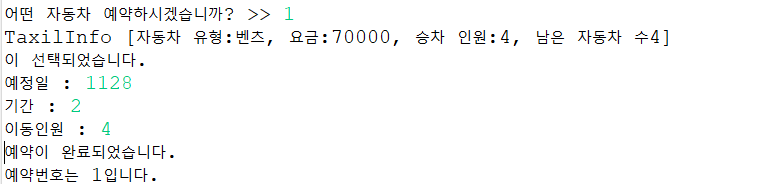 어떤 자동차 예약하시겠습니까? >> 1
TaxilInfo [자동차 유형:벤츠, 요금:70000, 승차 인원:4, 남은 자동차 수4]
이 선택되었습니다.
예정일 : 1128
기간 : 2
이동인원 : 4
예약이 완료되었습니다.
예약번호는 1입니다.